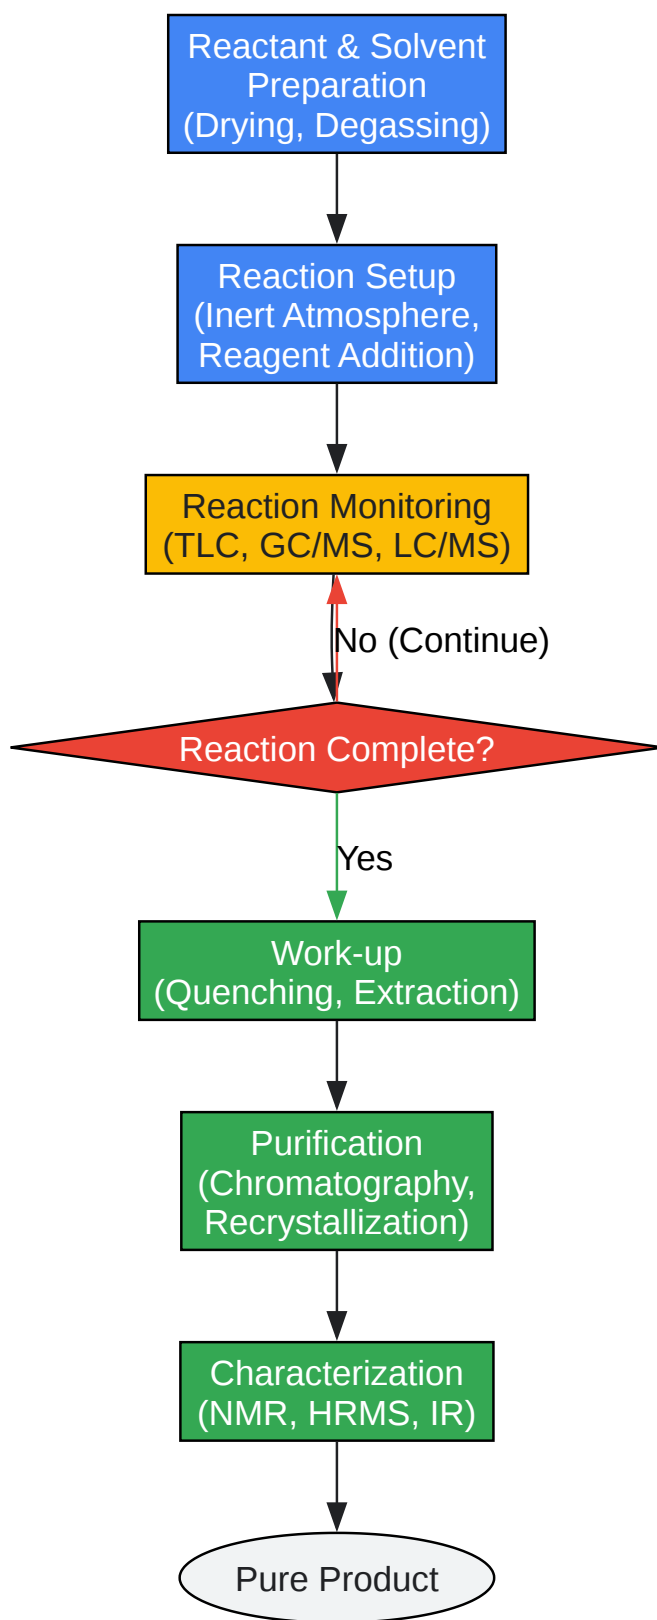 Reactant & Solvent
Preparation
(Drying, Degassing)
Reaction Setup
(Inert Atmosphere,
Reagent Addition)
Reaction Monitoring
(TLC, GC/MS, LC/MS)
No (Continue)
Reaction Complete?
Yes
Work-up
(Quenching, Extraction)
Purification
(Chromatography,
Recrystallization)
Characterization
(NMR, HRMS, IR)
Pure Product